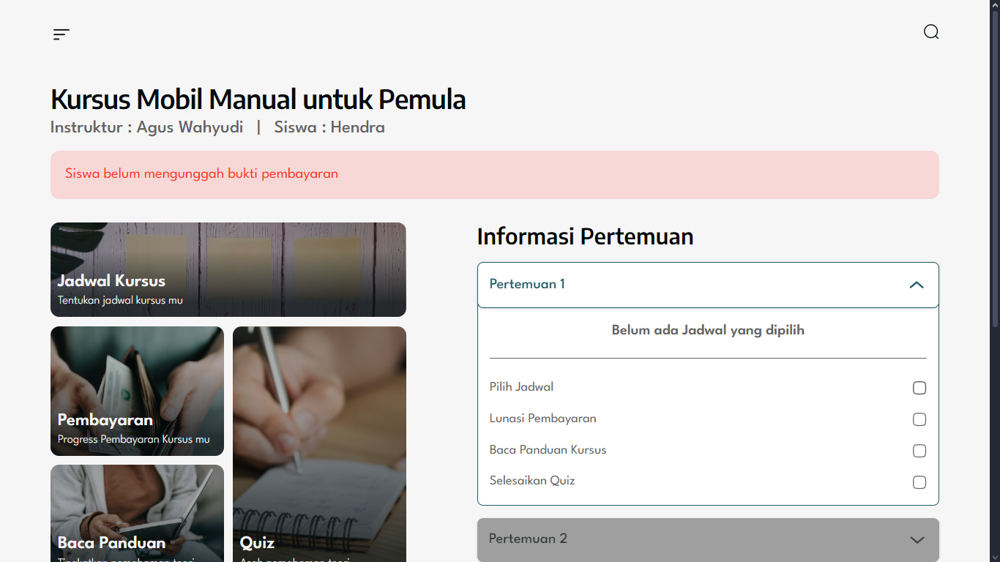 Kursus Mobil Manual untuk Pemula
Instruktur : Agus Wahyudi | Siswa : Hendra
Siswa belum mengunggah bukti pembayaran
Jadwal Kursus
Tentukan jadwal kursus mu
Pembayaran
Progress Pembayaran Kursus mu
Baca Panduan
Tingkatkan pemahaman teori
Quiz
Asah pemahaman teori
Informasi Pertemuan
Pertemuan 1
Belum ada Jadwal yang dipilih
Pilih Jadwal
Lunasi Pembayaran
Baca Panduan Kursus
Selesaikan Quiz
Pertemuan 2